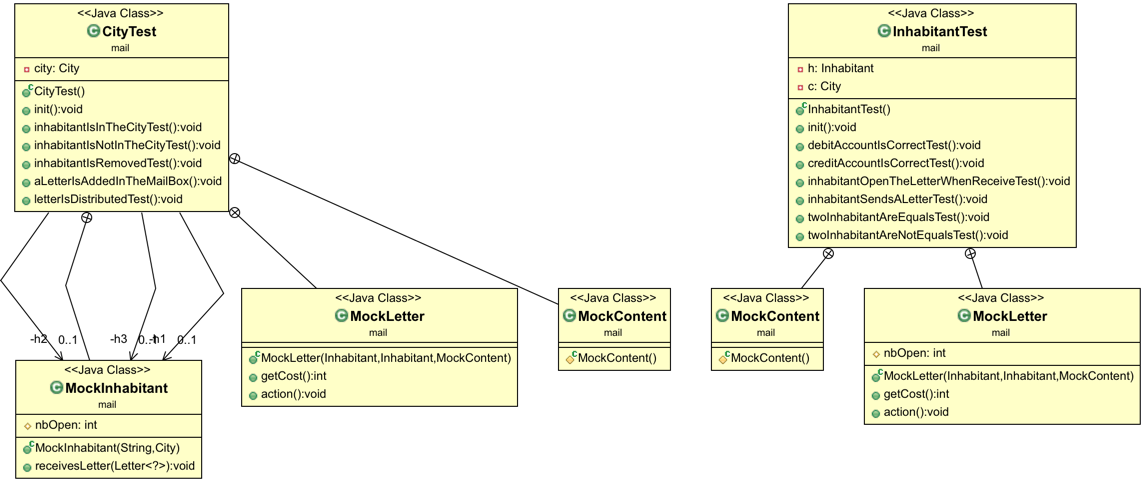 <<Java Class>>
CityTest
mail
city: City
CityTest()
init():void
inhabitantIsInTheCityTest():void
inhabitantIsNotInTheCityTest():void
inhabitantIsRemovedTest():void
aLetterIsAddedInTheMailBox():void
letterIsDistributedTest():void
<<Java Class>>
InhabitantTest
mail
h: Inhabitant
c: City
InhabitantTest()
init():void
debitAccountIsCorrectTest():void
creditAccountIsCorrectTest():void
inhabitantOpenTheLetterWhenReceiveTest():void
inhabitantSendsALetterTest():void
twoInhabitantAreEqualsTest():void
twoInhabitantAreNotEqualsTest():void
-h2 0..1 -h3 0..1 -h1 0..1
<<Java Class>>
MockInhabitant
mail
nbOpen: int
MockInhabitant(String,City)
receivesLetter(Letter<?>):void
<<Java Class>>
MockLetter
mail
MockLetter(Inhabitant,Inhabitant,MockContent)
getCost():int
action():void
<<Java Class>>
MockContent
mail
MockContent()
<<Java Class>>
MockContent
mail
MockContent()
<<Java Class>>
MockLetter
mail
nbOpen: int
MockLetter(Inhabitant,Inhabitant,MockContent)
getCost():int
action():void